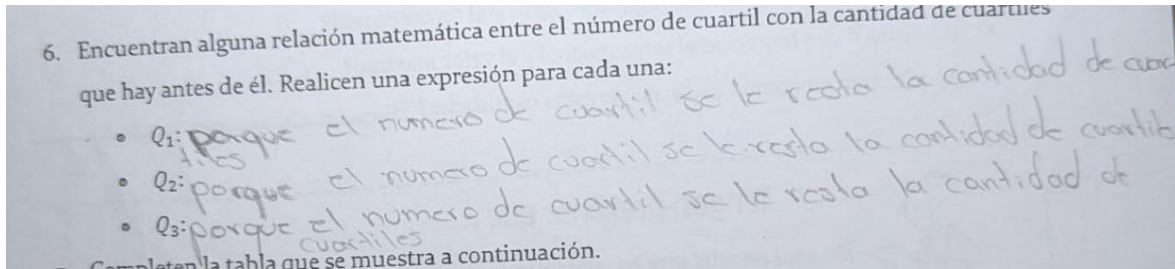 6. Encuentran alguna relación matemática entre el número de cuartil con la cantidad de cuartiles
que hay antes de él. Realicen una expresión para cada una:
• Q1: porque el numero de cuartil se le resta la cantidad de cuar
tiles
• Q2: porque el numero de cuartil se le resta la cantidad de cuartile
• Q3: porque el numero de cuartil se le resta la cantidad de
cuartiles
Completen la tabla que se muestra a continuación.